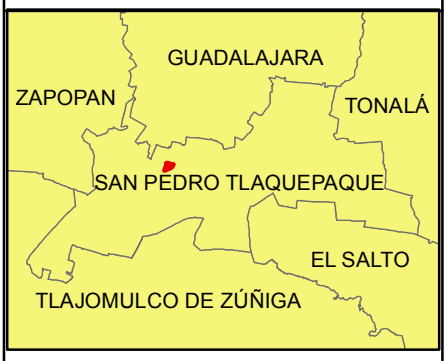 GUADALAJARA
ZAPOPAN
TONALÁ
SAN PEDRO TLAQUEPAQUE
EL SALTO
TLAJOMULCO DE ZÚÑIGA